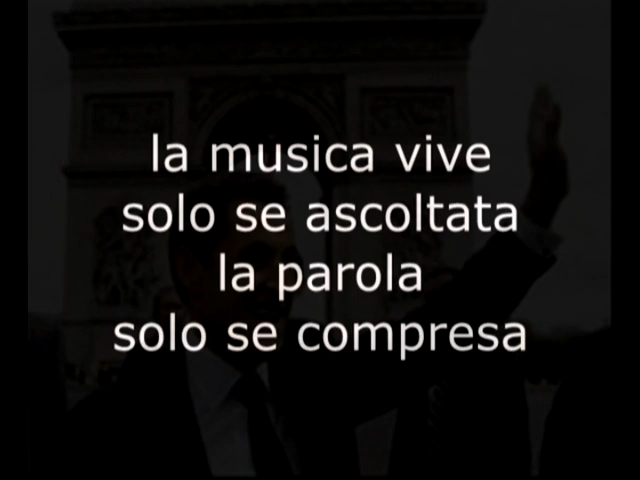 la musica vive
solo se ascoltata
la parola
solo se compresa